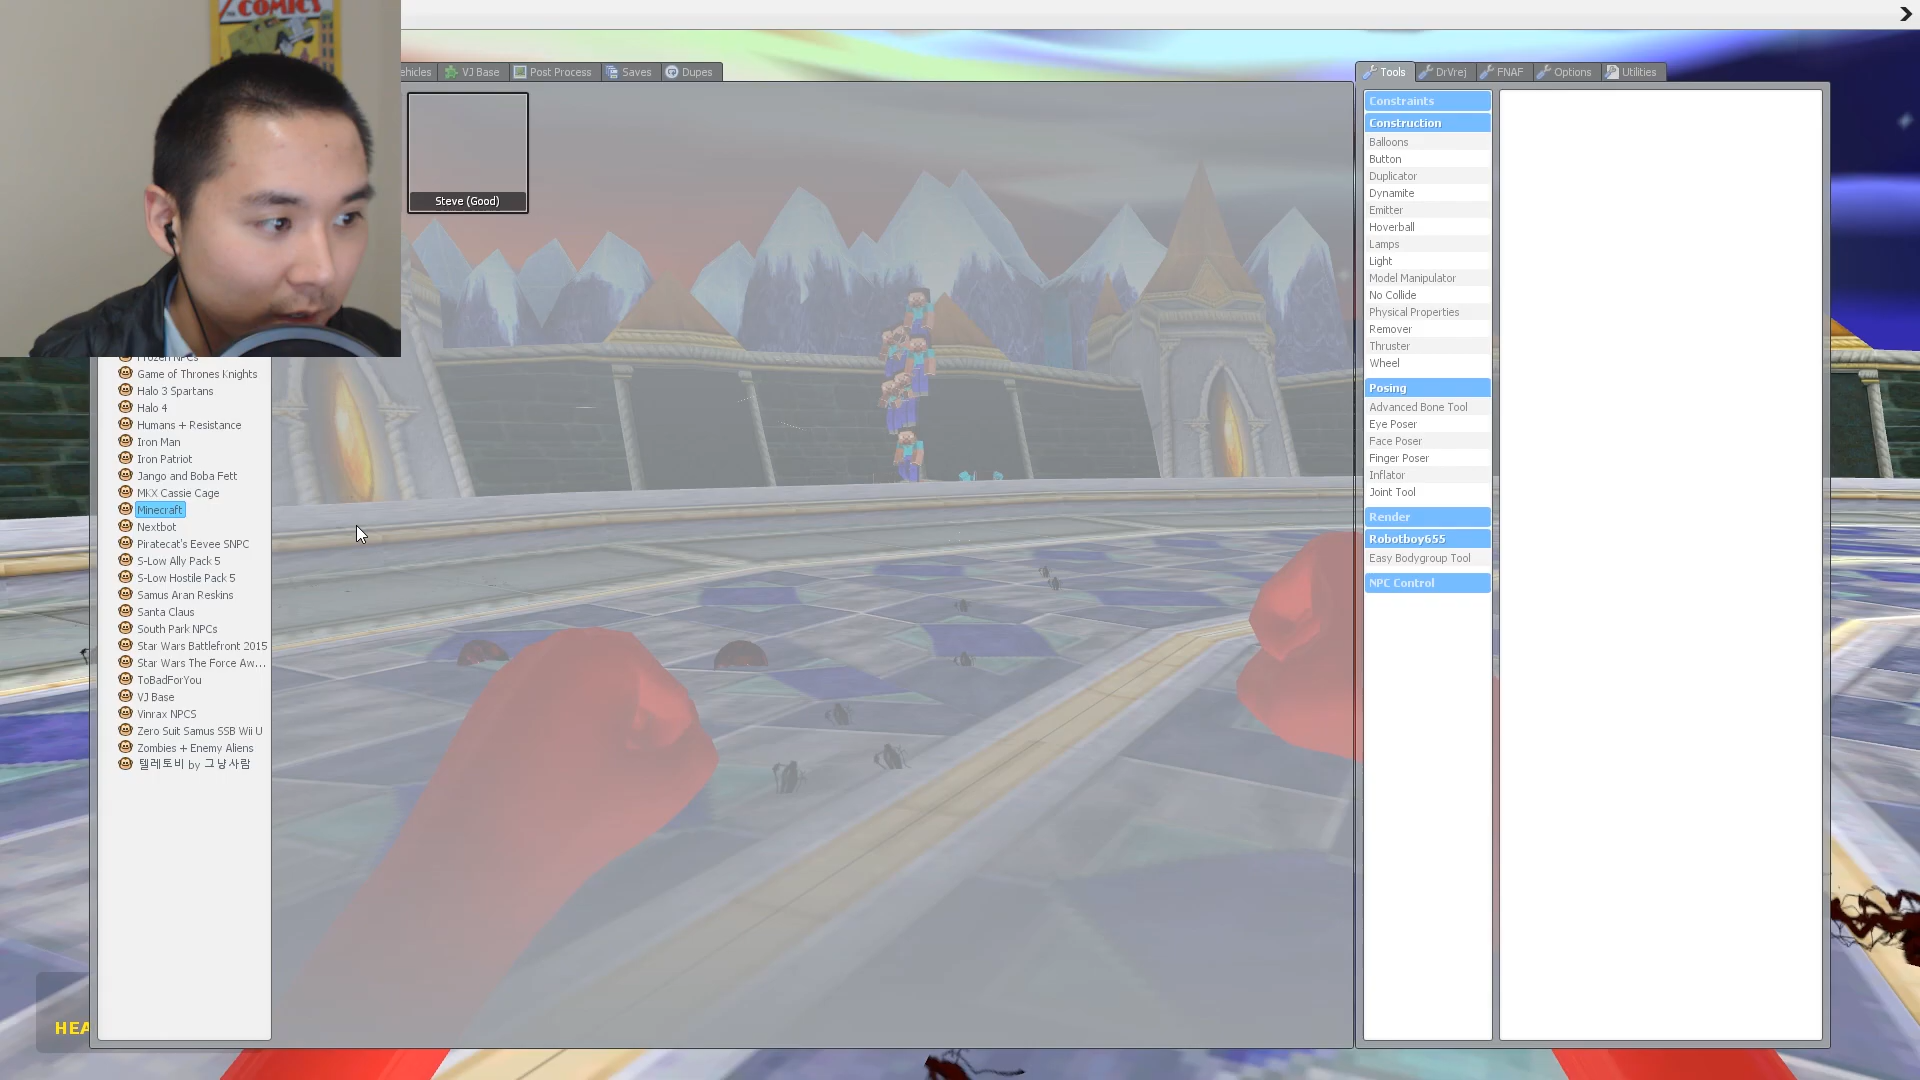 COMICS
ehicles
VJ Base
Post Process
Saves
Dupes
Tools
DrVrej
FNAF
Options
Utilities
Steve (Good)
Frozen NPCs
Game of Thrones Knights
Halo 3 Spartans
Halo 4
Humans + Resistance
Iron Man
Iron Patriot
Jango and Boba Fett
MKX Cassie Cage
Minecraft
Nextbot
Piratecat's Eevee SNPC
S-Low Ally Pack 5
S-Low Hostile Pack 5
Samus Aran Reskins
Santa Claus
South Park NPCs
Star Wars Battlefront 2015
Star Wars The Force Aw...
ToBadForYou
VJ Base
Vinrax NPCS
Zero Suit Samus SSB Wii U
Zombies + Enemy Aliens
텔레토비 by 그냥사람
Constraints
Construction
Balloons
Button
Duplicator
Dynamite
Emitter
Hoverball
Lamps
Light
Model Manipulator
No Collide
Physical Properties
Remover
Thruster
Wheel
Posing
Advanced Bone Tool
Eye Poser
Face Poser
Finger Poser
Inflator
Joint Tool
Render
Robotboy655
Easy Bodygroup Tool
NPC Control
HEA